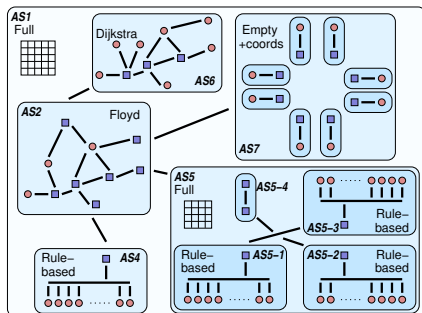 AS1
Full
Dijkstra
AS6
Empty
+coords
AS7
AS2
Floyd
AS5
Full
AS5−4
Rule−
based
AS5−3
AS4
Rule−
based
Rule−
based
AS5−1
AS5−2
Rule−
based